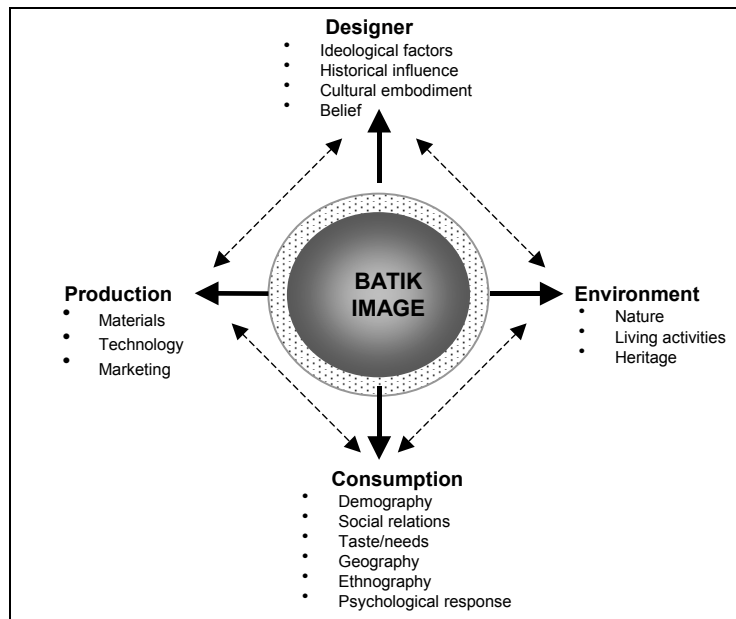 Designer
• Ideological factors
• Historical influence
• Cultural embodiment
• Belief
BATIK
IMAGE
Production
• Materials
• Technology
• Marketing
Environment
• Nature
• Living activities
• Heritage
Consumption
• Demography
• Social relations
• Taste/needs
• Geography
• Ethnography
• Psychological response